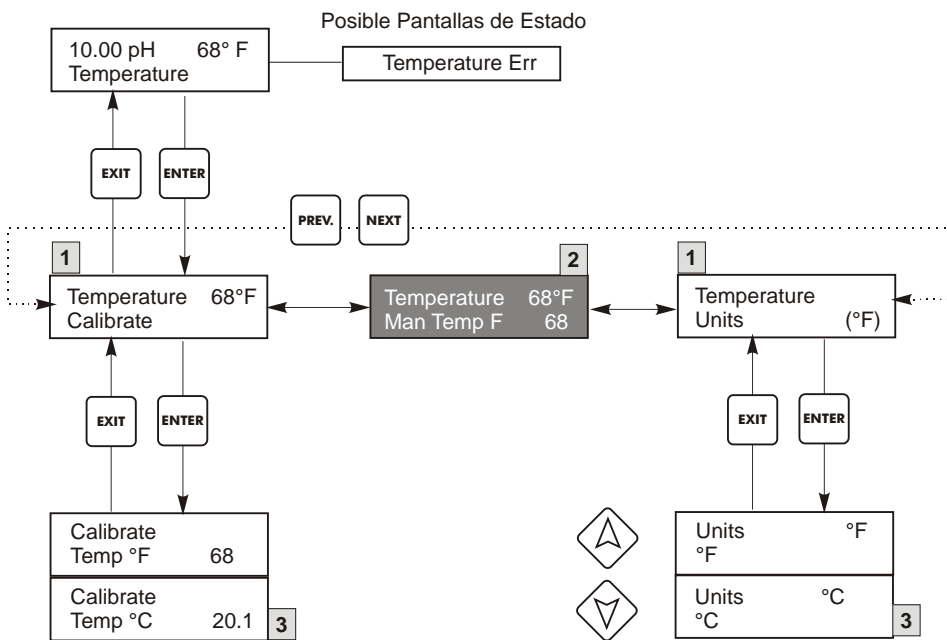 Posible Pantallas de Estado
10.00 pH 68° F
Temperature
Temperature Err
EXIT
ENTER
PREV.
NEXT
1
2
1
Temperature 68°F
Calibrate
Temperature 68°F
Man Temp F 68
Temperature
Units (°F)
EXIT
ENTER
EXIT
ENTER
Calibrate
Temp °F 68
Calibrate
Temp °C 20.1
3
Units °F
°F
Units °C
°C
3